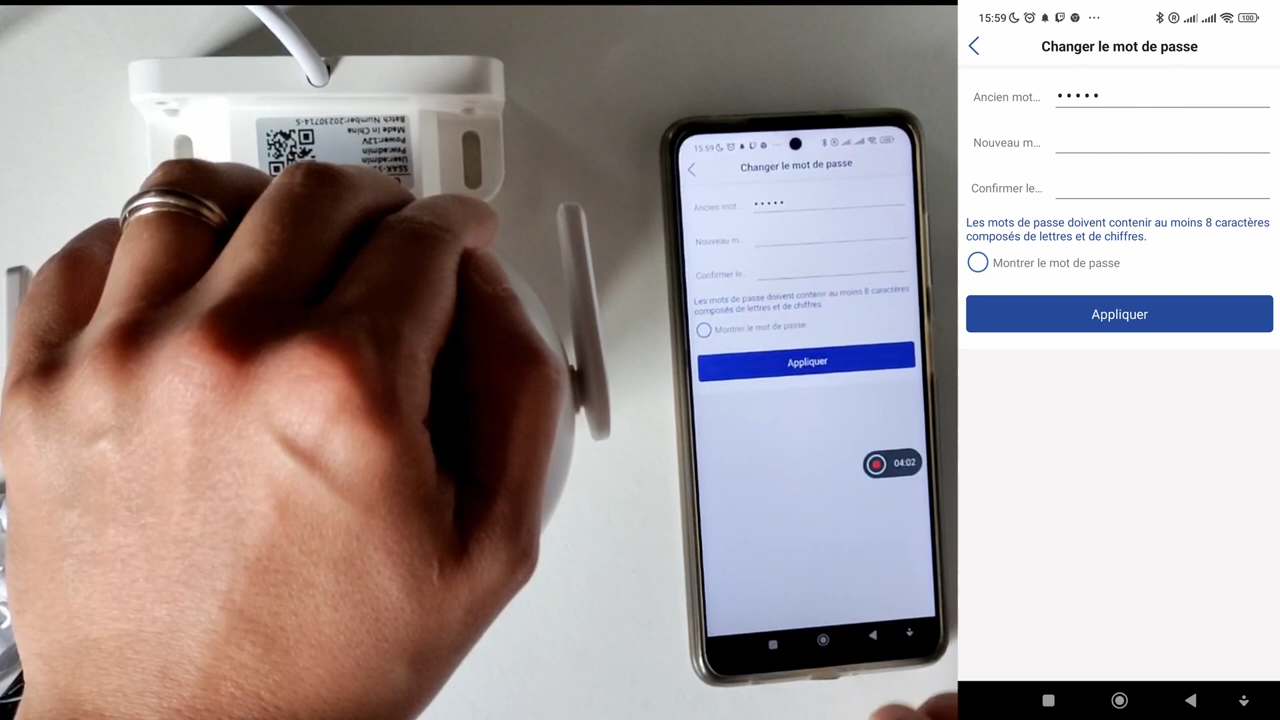 Batch Number:20230714-S
Made in China
Power:12V
Pw:admin
User:admin
15:59
Changer le mot de passe
Ancien mot...
Nouveau m...
Confirmer le...
Les mots de passe doivent contenir au moins 8 caractères
composés de lettres et de chiffres.
Montrer le mot de passe
Appliquer
04:02
15:59
100
Changer le mot de passe
Ancien mot...
Nouveau m...
Confirmer le...
Les mots de passe doivent contenir au moins 8 caractères
composés de lettres et de chiffres.
Montrer le mot de passe
Appliquer